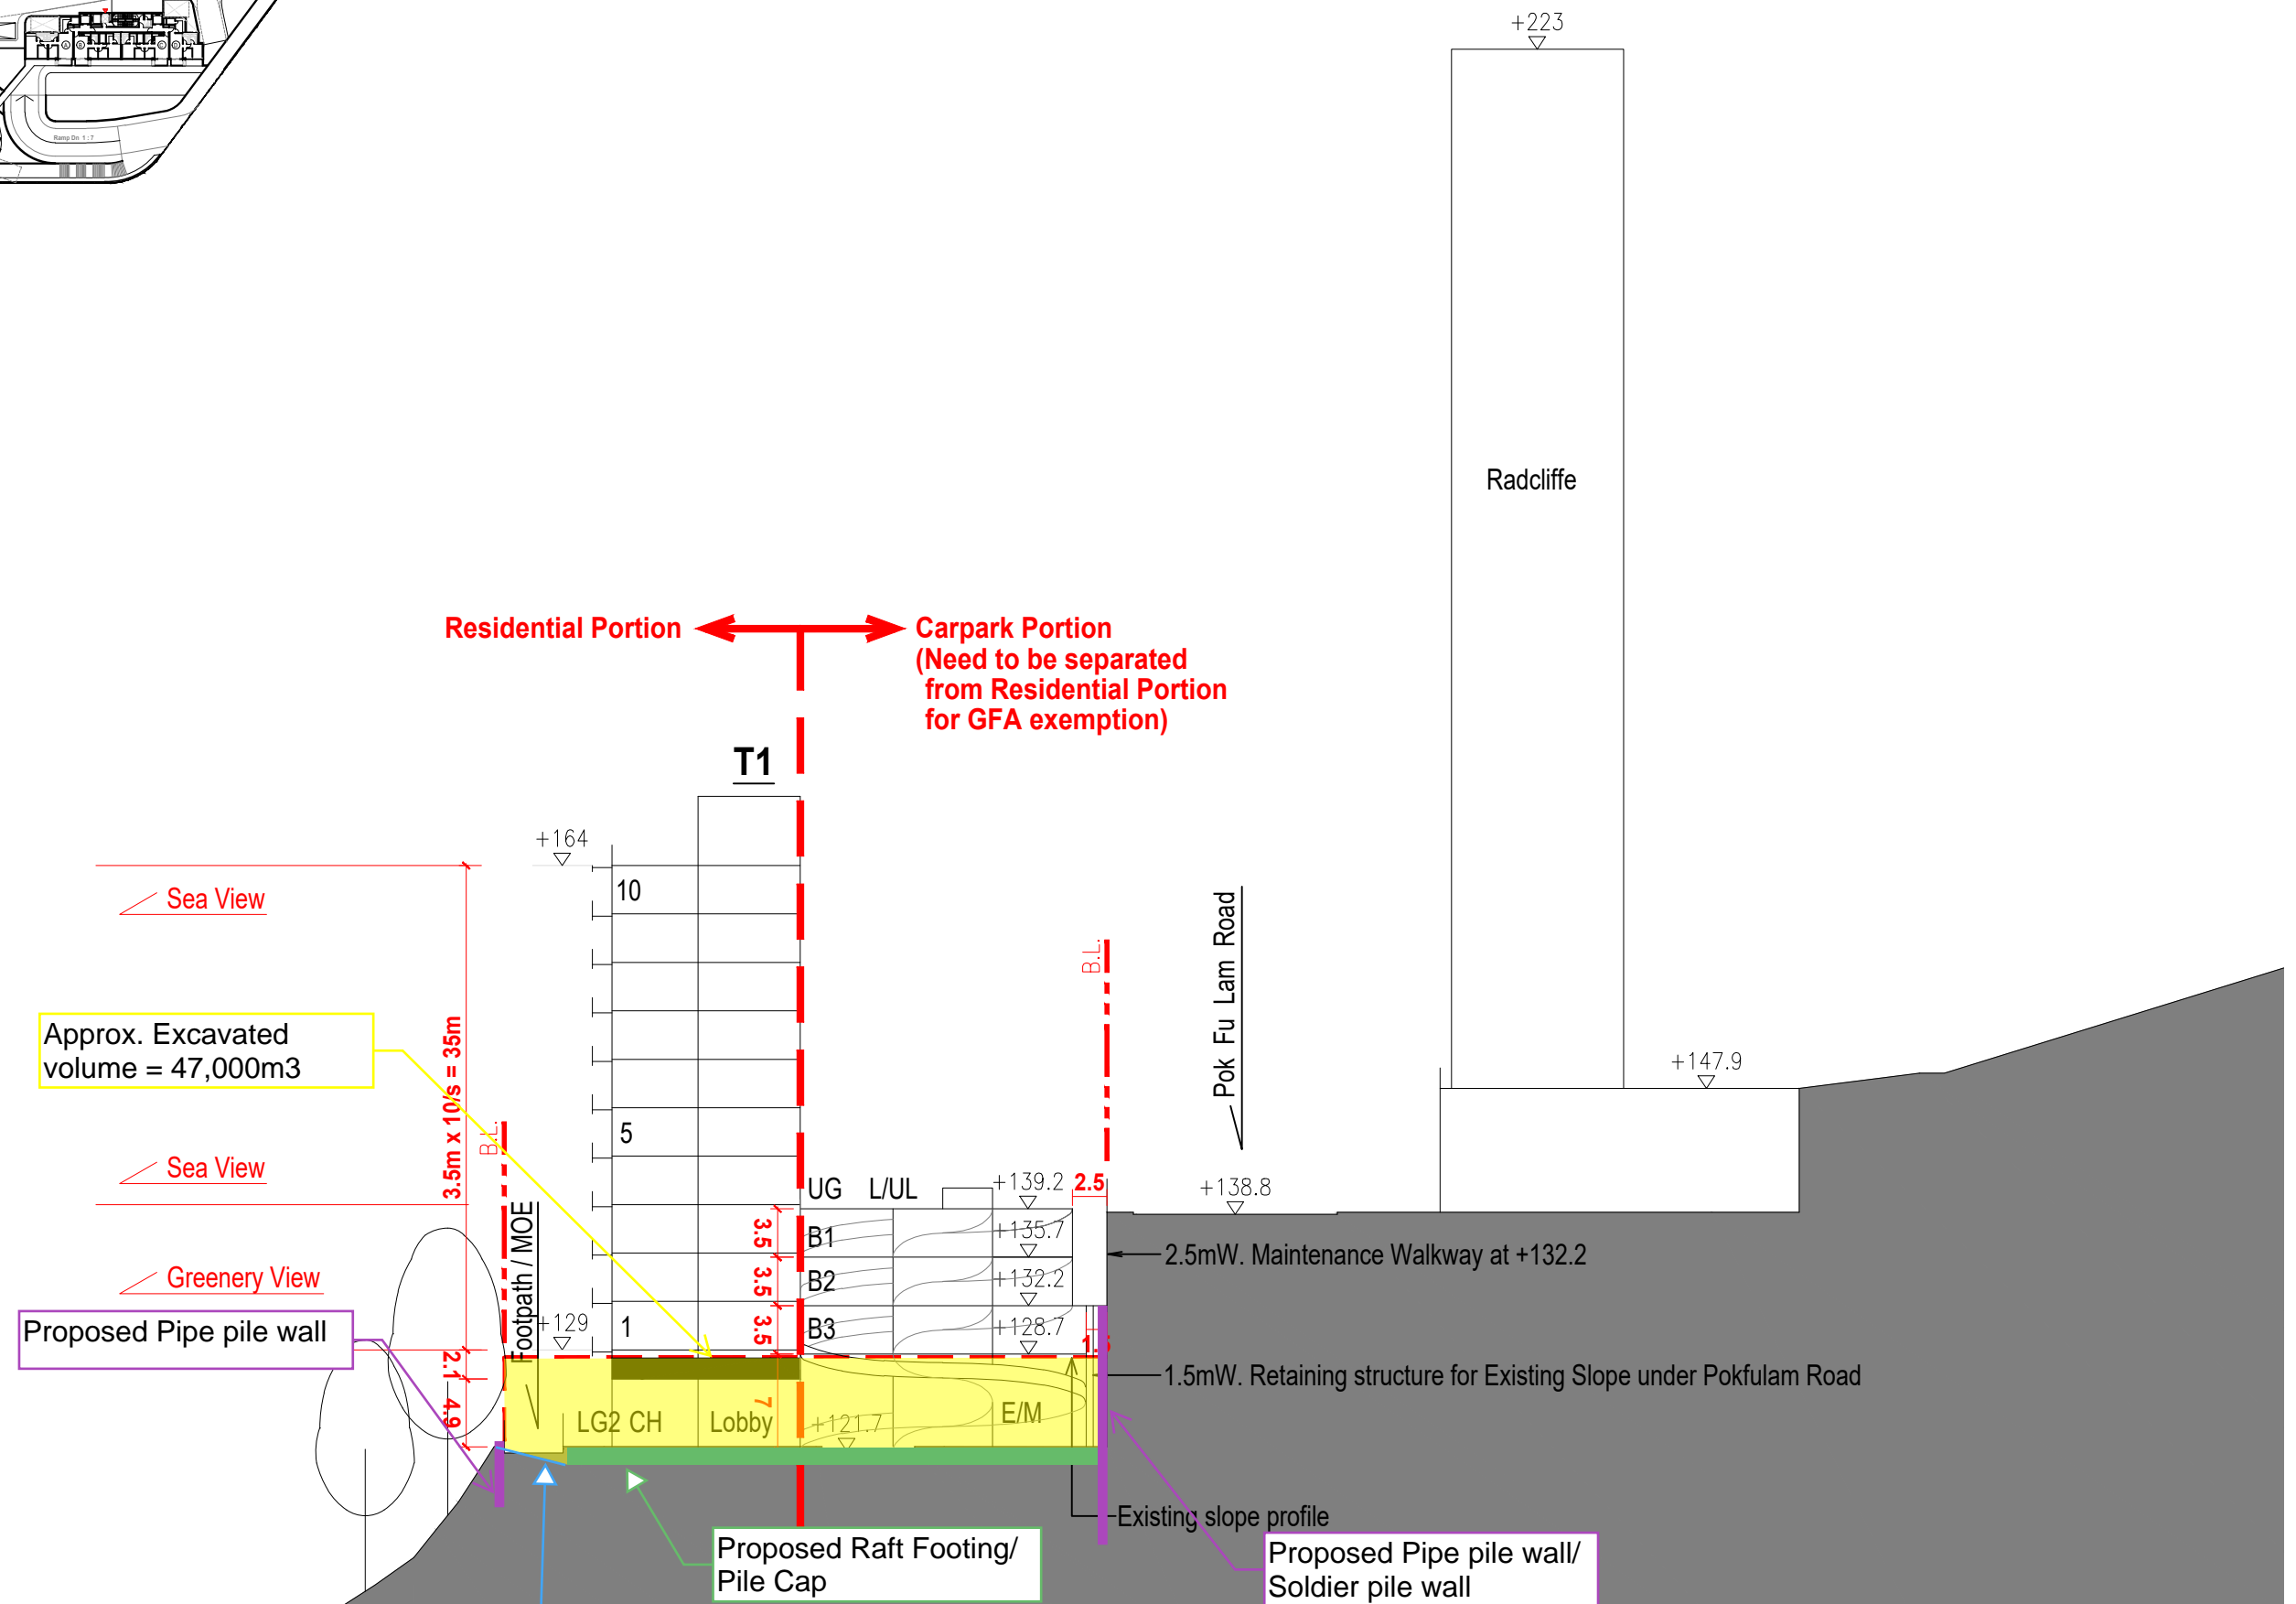 A
B
C
D
Ramp Dn 1 : 7
+223
Radcliffe
Residential Portion
Carpark Portion
(Need to be separated
from Residential Portion
for GFA exemption)
T1
+164
10
Sea View
B.L.
Pok Fu Lam Road
Approx. Excavated
volume = 47,000m3
3.5m x 10/s = 35m
B.L.
+147.9
5
Sea View
UG L/UL
+139.2
2.5
+138.8
Footpath / MOE
3.5
B1
+135.7
2.5mW. Maintenance Walkway at +132.2
Greenery View
3.5
B2
+132.2
Proposed Pipe pile wall
+129
1
3.5
B3
+128.7
2.1
1.5mW. Retaining structure for Existing Slope under Pokfulam Road
4.9
7
LG2 CH
Lobby
+121.7
E/M
Existing slope profile
Proposed Raft Footing/
Pile Cap
Proposed Pipe pile wall/
Soldier pile wall